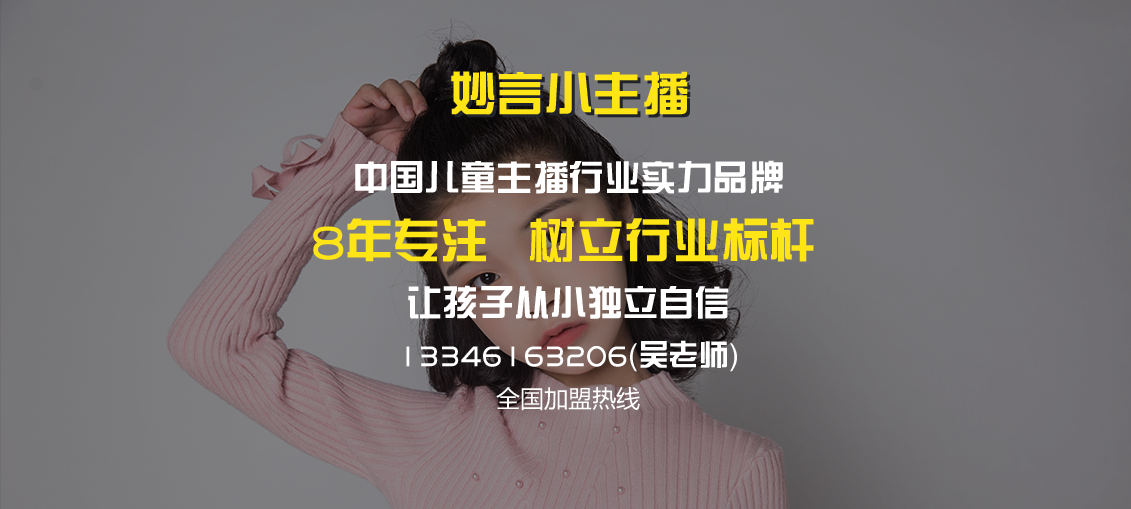 妙言小主播
中国儿童主播行业实力品牌
8年专注 树立行业标杆
让孩子从小独立自信
13346163206(吴老师)
全国加盟热线